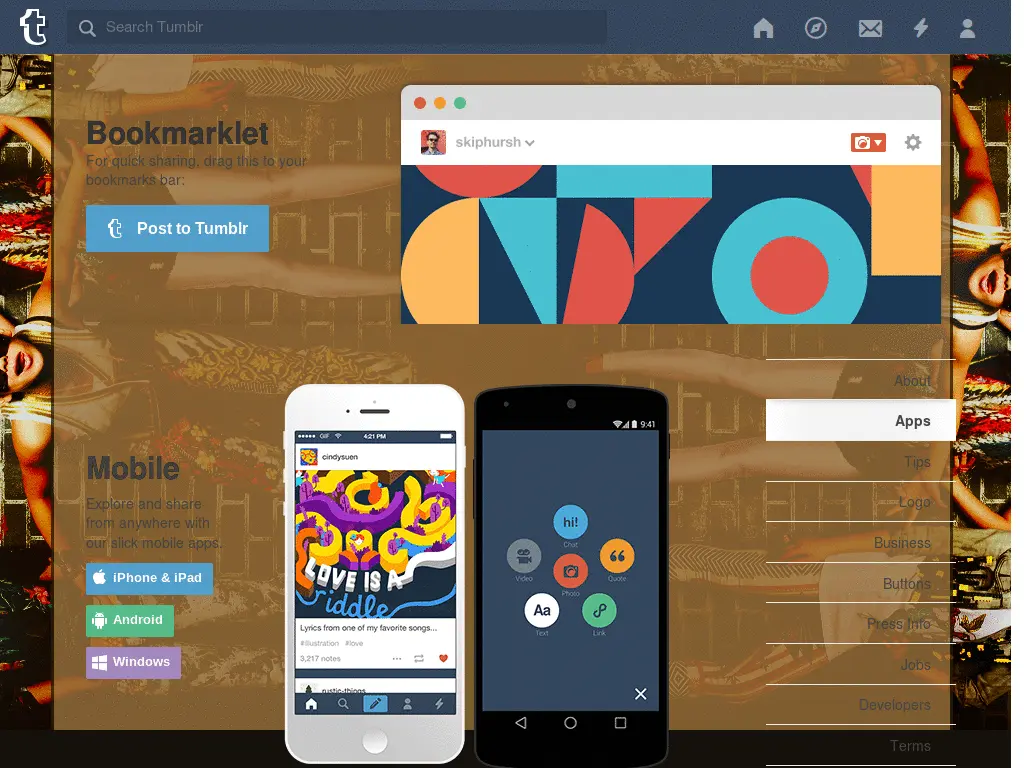 Search Tumblr
Bookmarklet
For quick sharing, drag this to your
bookmarks bar:
Post to Tumblr
skiphursh
About
Apps
Tips
Logo
Business
Buttons
Press Info
Jobs
Developers
Terms
Mobile
Explore and share
from anywhere with
our slick mobile apps.
iPhone & iPad
Android
Windows
GIF
4:21 PM
cindysuen
LOVE IS A
riddle
Lyrics from one of my favorite songs...
#illustration #love
3,217 notes
rustic-things
9:41
hi!
Chat
Video
Quote
Photo
Aa
Text
Link